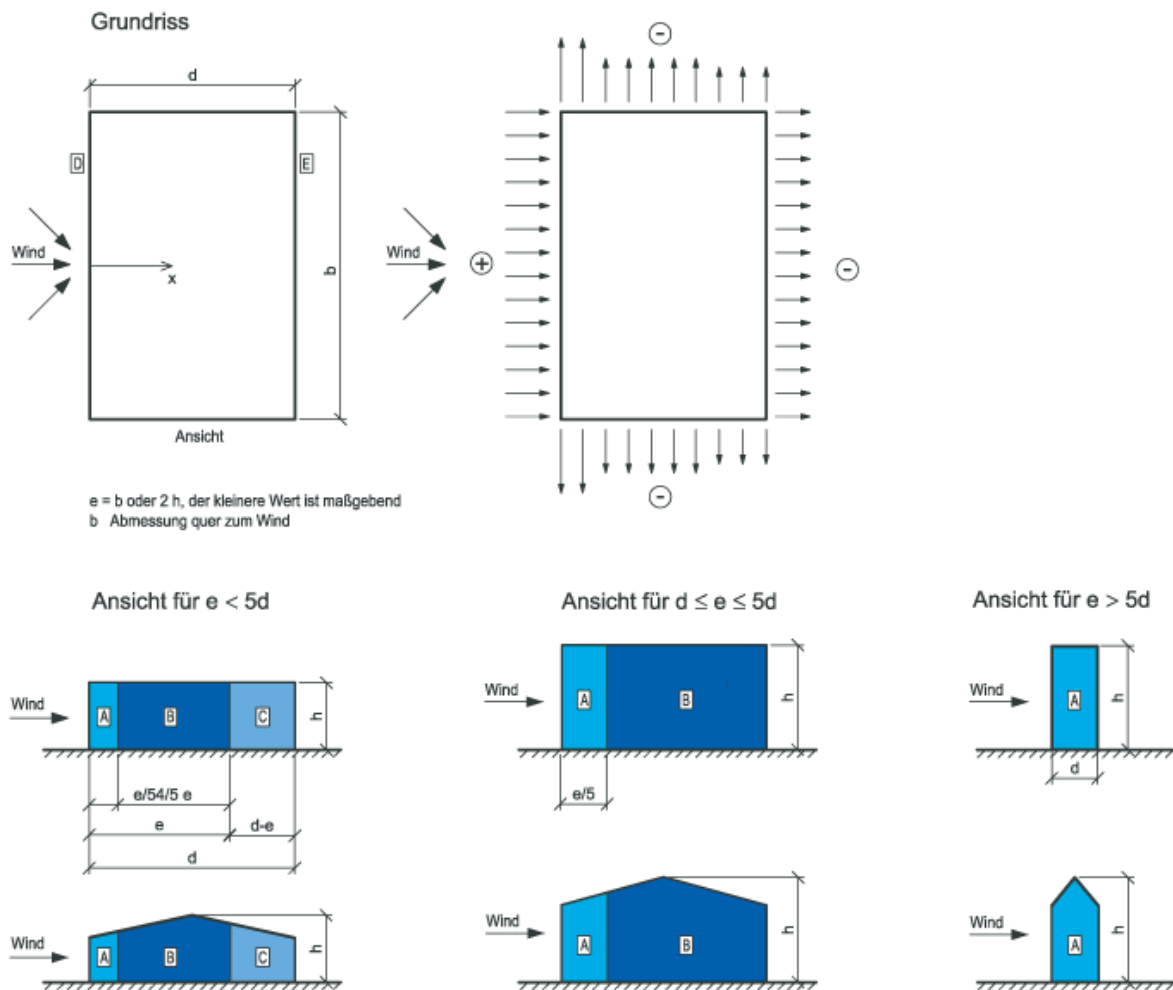 Grundriss
d
D
E
Wind
x
b
Ansicht
Wind
+
-
-
-
-
e = b oder 2 h, der kleinere Wert ist maßgebend
b Abmessung quer zum Wind
Ansicht für e < 5d
Ansicht für d ≤ e ≤ 5d
Ansicht für e > 5d
Wind
A
B
C
h
Wind
A
B
h
Wind
A
h
e/54/5 e
e
d-e
d
e/5
d
Wind
A
B
C
h
Wind
A
B
h
Wind
A
h